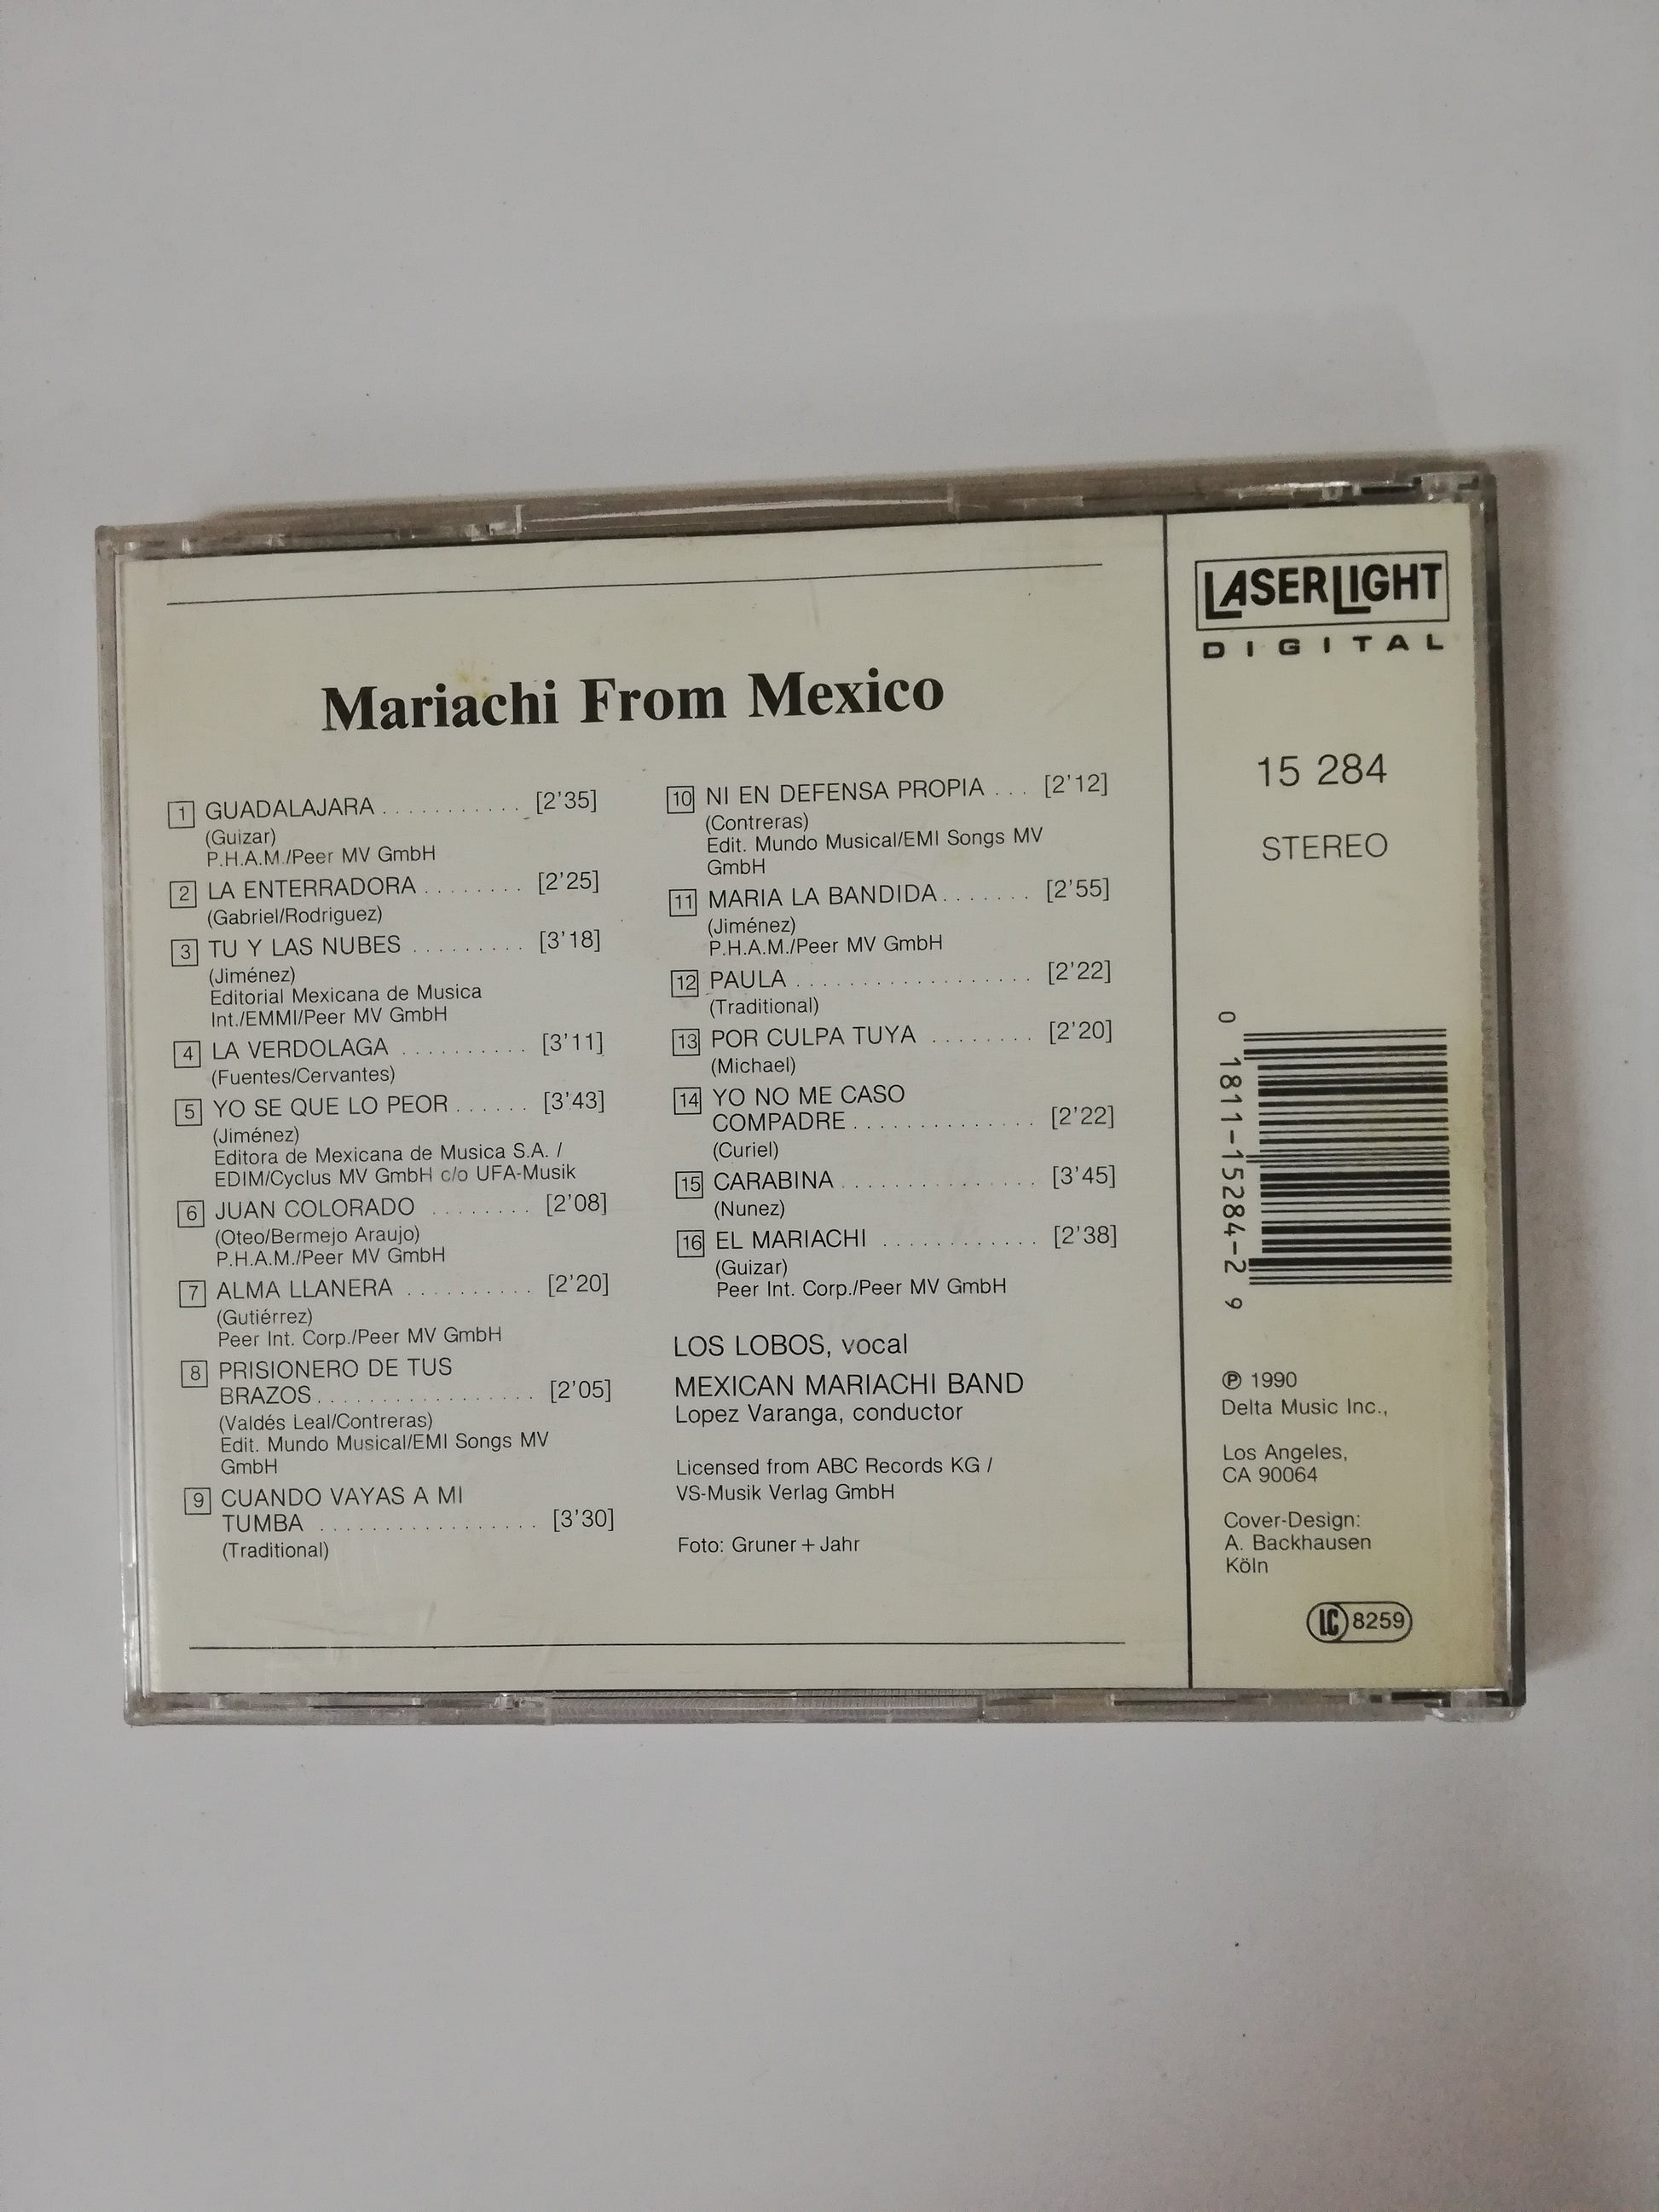 Mariachi From Mexico
1 GUADALAJARA . . . . . . . . . . . [2'35]
(Guizar)
P.H.A.M./Peer MV GmbH
2 LA ENTERRADORA . . . . . . . . [2'25]
(Gabriel/Rodriguez)
3 TU Y LAS NUBES . . . . . . . . . [3'18]
(Jiménez)
Editorial Mexicana de Musica
Int./EMMI/Peer MV GmbH
4 LA VERDOLAGA . . . . . . . . . . [3'11]
(Fuentes/Cervantes)
5 YO SE QUE LO PEOR . . . . . . [3'43]
(Jiménez)
Editora de Mexicana de Musica S.A. /
EDIM/Cyclus MV GmbH c/o UFA-Musik
6 JUAN COLORADO . . . . . . . . [2'08]
(Oteo/Bermejo Araujo)
P.H.A.M./Peer MV GmbH
7 ALMA LLANERA . . . . . . . . . . [2'20]
(Gutiérrez)
Peer Int. Corp./Peer MV GmbH
8 PRISIONERO DE TUS
BRAZOS . . . . . . . . . . . . . . . . . [2'05]
(Valdés Leal/Contreras)
Edit. Mundo Musical/EMI Songs MV
GmbH
9 CUANDO VAYAS A MI
TUMBA . . . . . . . . . . . . . . . . . [3'30]
(Traditional)
10 NI EN DEFENSA PROPIA . . . [2'12]
(Contreras)
Edit. Mundo Musical/EMI Songs MV
GmbH
11 MARIA LA BANDIDA . . . . . . . [2'55]
(Jiménez)
P.H.A.M./Peer MV GmbH
12 PAULA . . . . . . . . . . . . . . . . . . [2'22]
(Traditional)
13 POR CULPA TUYA . . . . . . . . [2'20]
(Michael)
14 YO NO ME CASO
COMPADRE . . . . . . . . . . . . . . [2'22]
(Curiel)
15 CARABINA . . . . . . . . . . . . . . . [3'45]
(Nunez)
16 EL MARIACHI . . . . . . . . . . . . [2'38]
(Guizar)
Peer Int. Corp./Peer MV GmbH
LOS LOBOS, vocal
MEXICAN MARIACHI BAND
Lopez Varanga, conductor
Licensed from ABC Records KG /
VS-Musik Verlag GmbH
Foto: Gruner + Jahr
LASERLIGHT
DIGITAL
15 284
STEREO
0 1811-15284-2 9
℗ 1990
Delta Music Inc.,
Los Angeles,
CA 90064
Cover-Design:
A. Backhausen
Köln
LC 8259